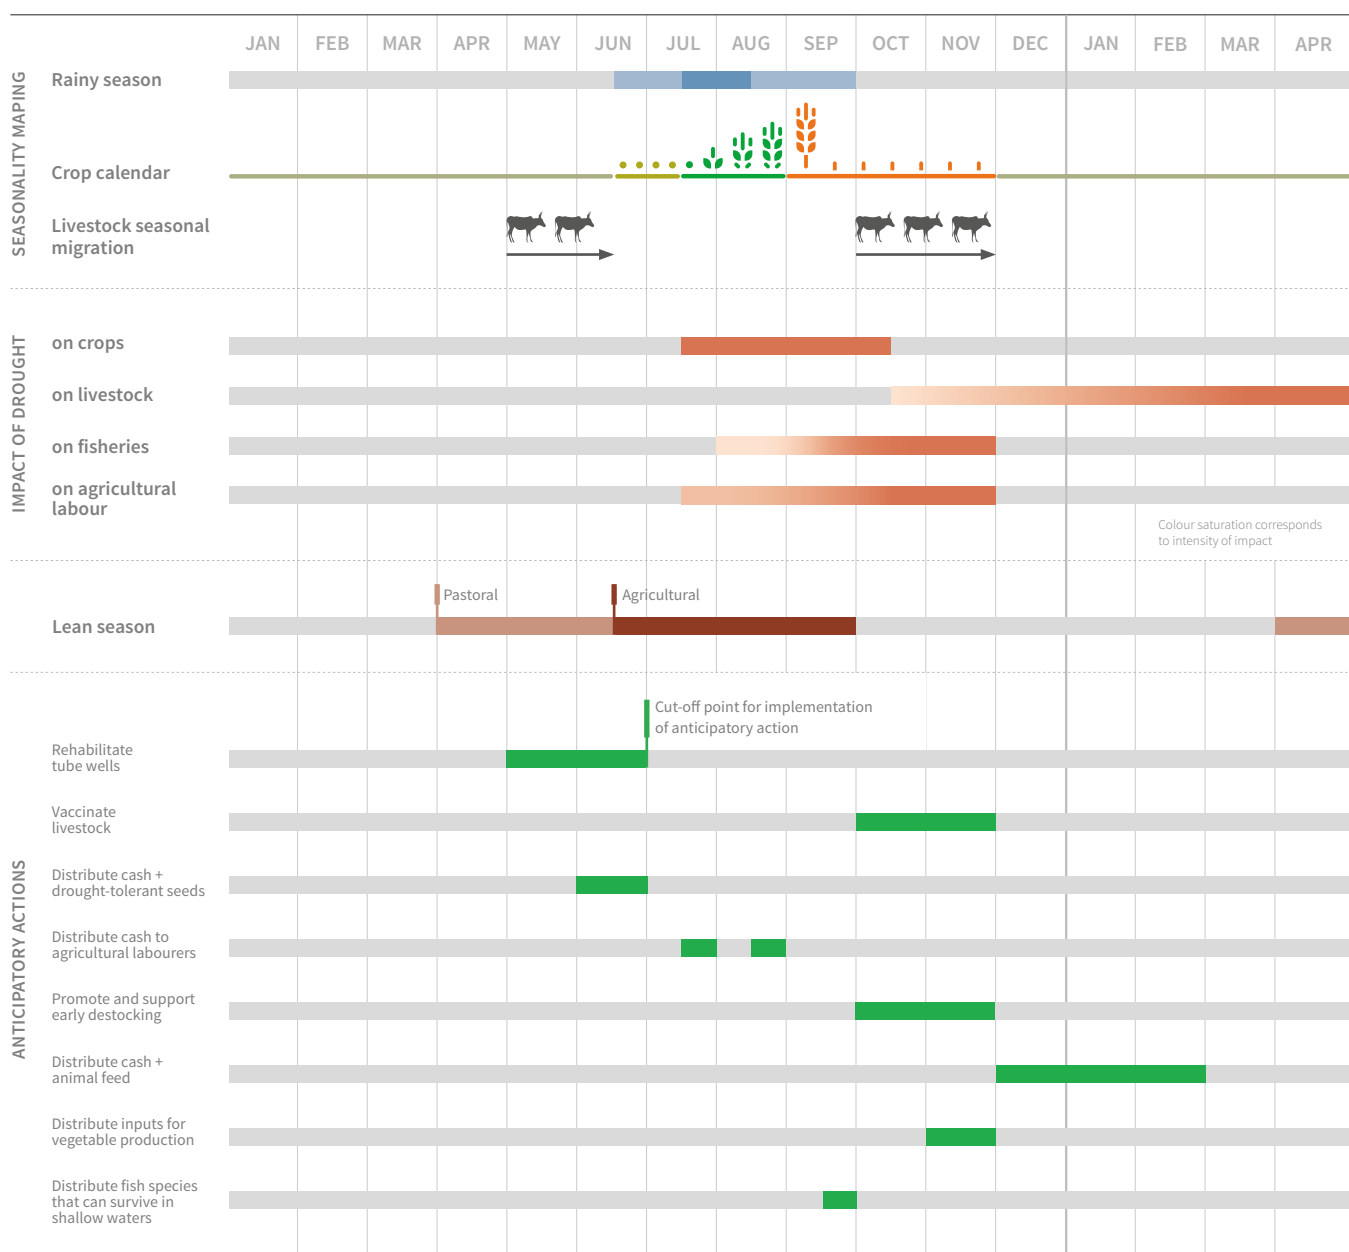 JAN FEB MAR APR MAY JUN JUL AUG SEP OCT NOV DEC JAN FEB MAR APR
SEASONALITY MAPING
Rainy season
Crop calendar
Livestock seasonal
migration
IMPACT OF DROUGHT
on crops
on livestock
on fisheries
on agricultural
labour
Colour saturation corresponds
to intensity of impact
Pastoral
Agricultural
Lean season
Cut-off point for implementation
of anticipatory action
ANTICIPATORY ACTIONS
Rehabilitate
tube wells
Vaccinate
livestock
Distribute cash +
drought-tolerant seeds
Distribute cash to
agricultural labourers
Promote and support
early destocking
Distribute cash +
animal feed
Distribute inputs for
vegetable production
Distribute fish species
that can survive in
shallow waters